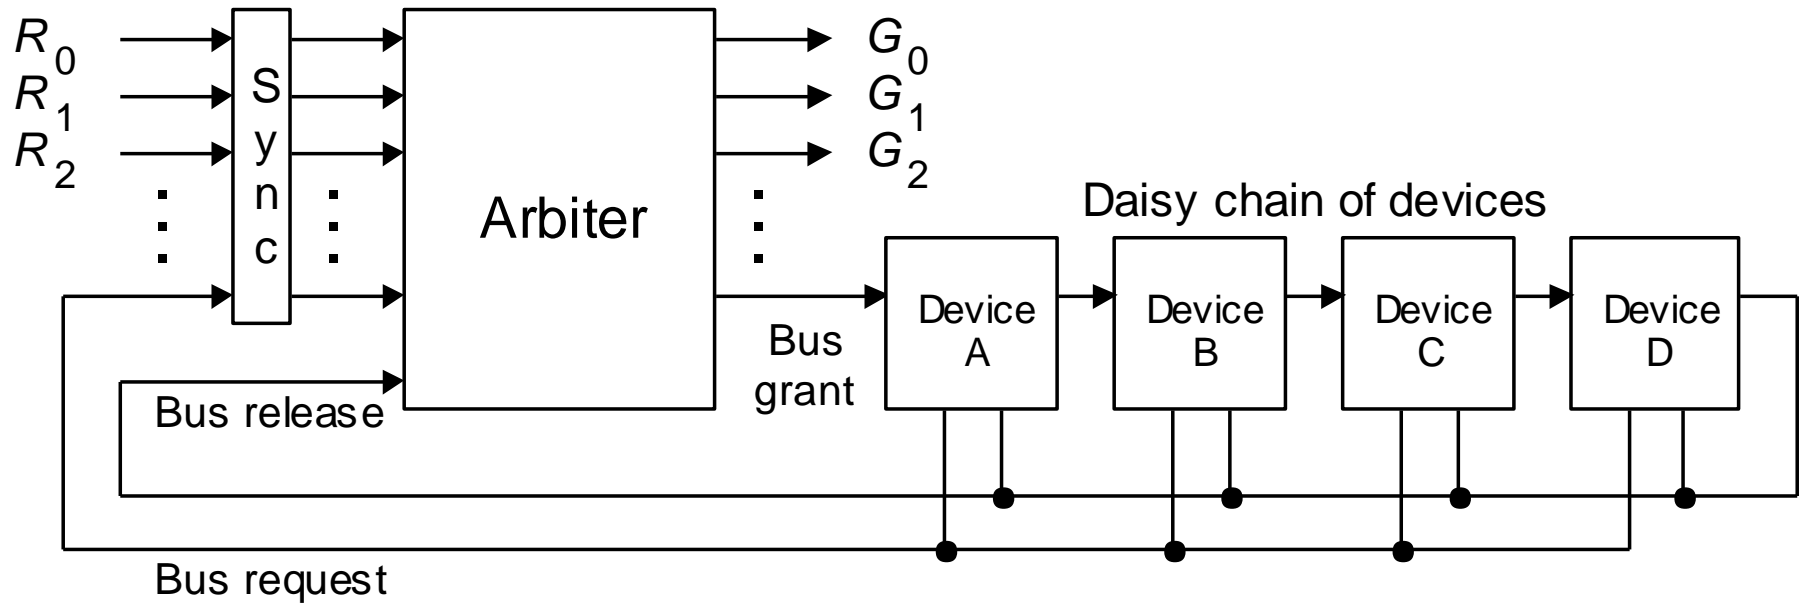 R0 G0
R1 G1
R2 G2
Sync
Arbiter
Daisy chain of devices
Device A
Device B
Device C
Device D
Bus grant
Bus release
Bus request